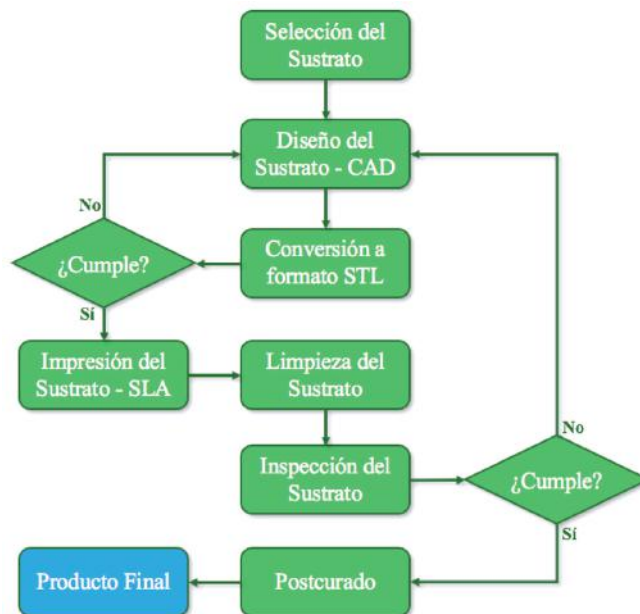 Selección del
Sustrato
Diseño del
Sustrato - CAD
No
¿Cumple?
Conversión a
formato STL
Sí
Impresión del
Sustrato - SLA
Limpieza del
Sustrato
No
Inspección del
Sustrato
¿Cumple?
Sí
Producto Final
Postcurado